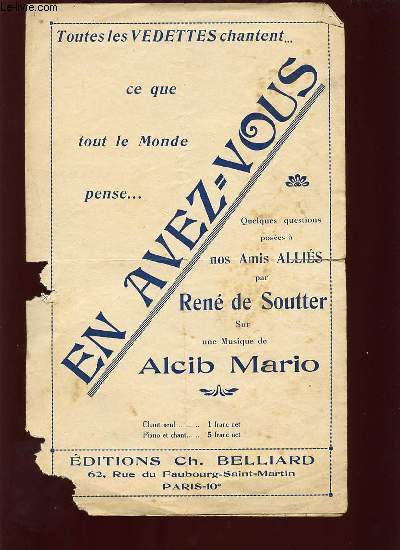 Le-livre.com
Toutes les VEDETTES chantent...
ce que
tout le Monde
pense...
EN AVEZ=VOUS
Quelques questions
posées à
nos Amis ALLIÉS
par
René de Soutter
Sur
une Musique de
Alcib Mario
Chant seul ........ 1 franc net
Piano et chant..... 5 franc net
ÉDITIONS Ch. BELLIARD
62, Rue du Faubourg-Saint-Martin
PARIS-10e